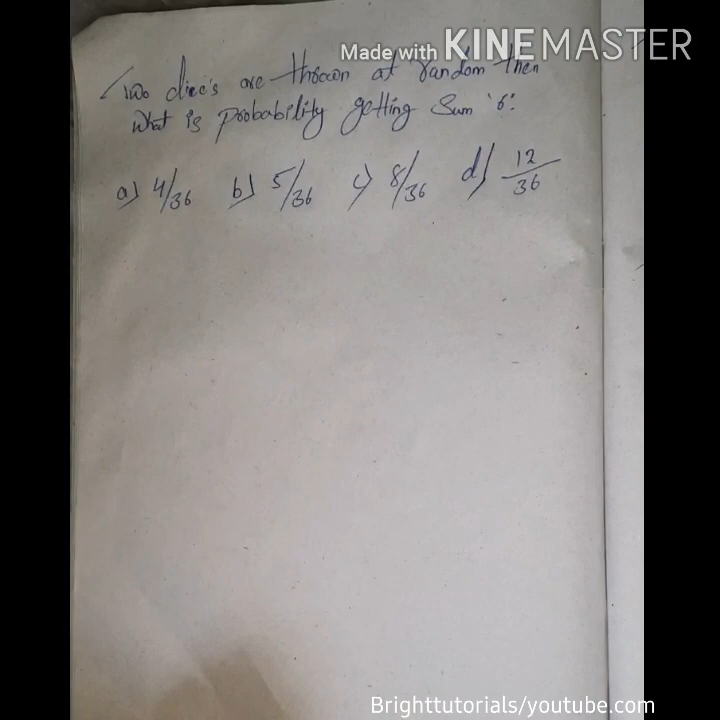 Made with KINEMASTER
Two dice's are thrown at random then
what is probability getting Sum '6'.
a) 4/36 b) 5/36 c) 8/36 d) 12/36
Brighttutorials/youtube.com